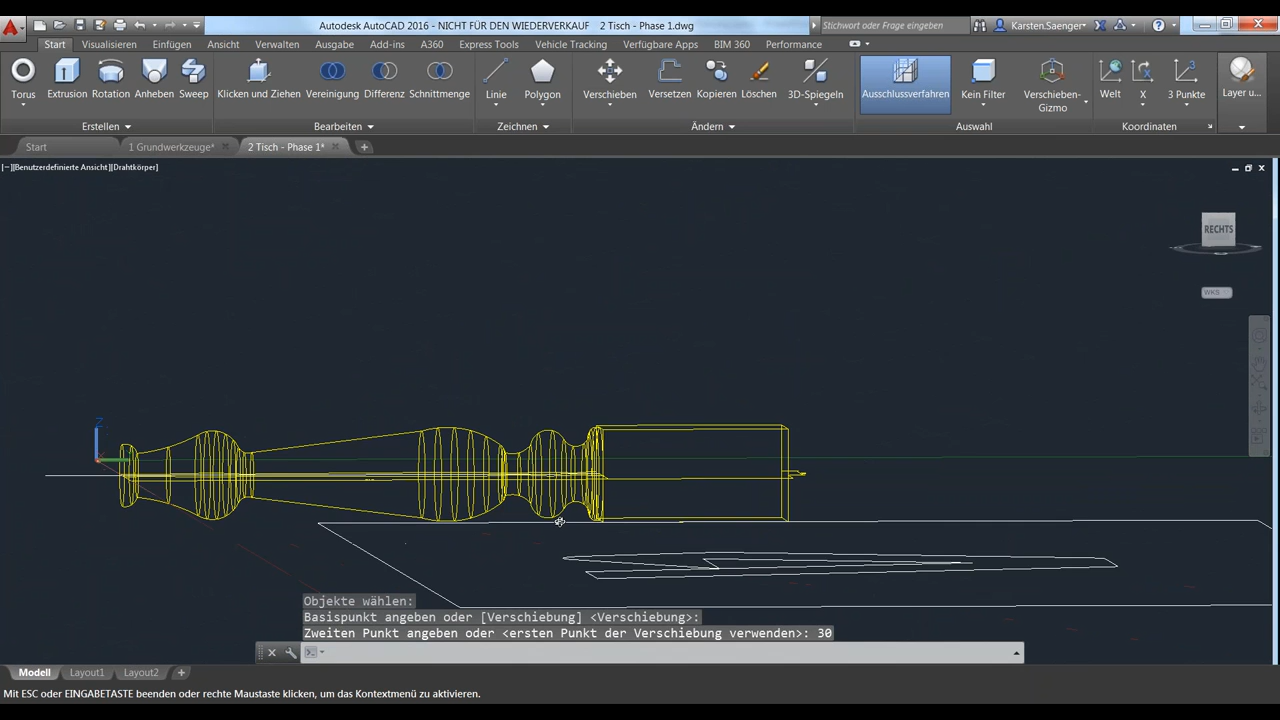 Autodesk AutoCAD 2016 - NICHT FÜR DEN WIEDERVERKAUF 2 Tisch - Phase 1.dwg
Stichwort oder Frage eingeben
Karsten.Saenger
Start Visualisieren Einfügen Ansicht Verwalten Ausgabe Add-ins A360 Express Tools Vehicle Tracking Verfügbare Apps BIM 360 Performance
Torus Extrusion Rotation Anheben Sweep Klicken und Ziehen Vereinigung Differenz Schnittmenge Linie Polygon Verschieben Versetzen Kopieren Löschen 3D-Spiegeln Ausschlussverfahren Kein Filter Verschieben-Gizmo Welt X 3 Punkte Layer u...
Erstellen Bearbeiten Zeichnen Ändern Auswahl Koordinaten
Start 1 Grundwerkzeuge* 2 Tisch - Phase 1*
[−][Benutzerdefinierte Ansicht][Drahtkörper]
RECHTS
WKS
Z
Objekte wählen:
Basispunkt angeben oder [Verschiebung] <Verschiebung>:
Zweiten Punkt angeben oder <ersten Punkt der Verschiebung verwenden>: 30
Modell Layout1 Layout2
Mit ESC oder EINGABETASTE beenden oder rechte Maustaste klicken, um das Kontextmenü zu aktivieren.